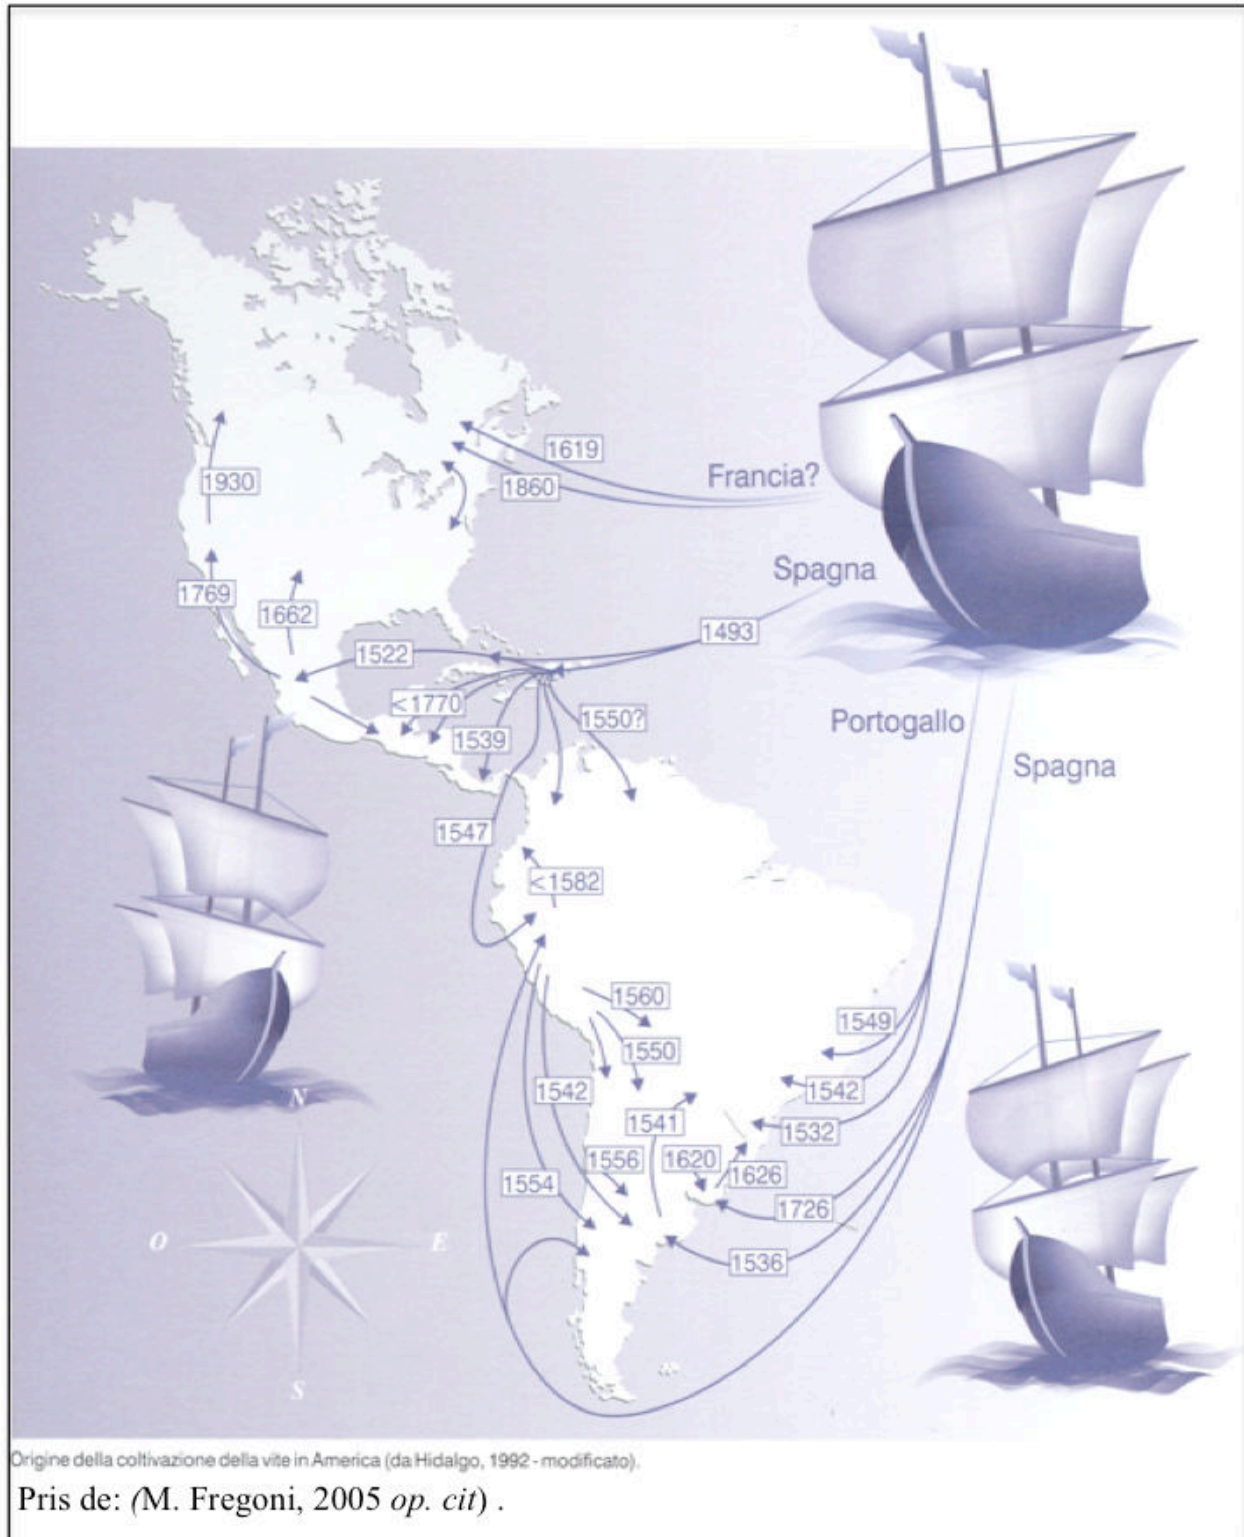 1619
Francia?
1930
1860
Spagna
1769
1662
1493
1522
<1770
1550?
Portogallo
1539
Spagna
1547
<1582
1560
1549
1550
1542
1542
N
1541
1532
1556
1620
1626
1554
1726
O
E
1536
S
Origine della coltivazione della vite in America (da Hidalgo, 1992 - modificato).
Pris de: (M. Fregoni, 2005 op. cit) .